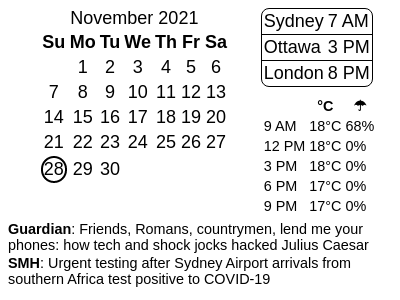 November 2021
Su Mo Tu We Th Fr Sa
1 2 3 4 5 6
7 8 9 10 11 12 13
14 15 16 17 18 19 20
21 22 23 24 25 26 27
28 29 30
Sydney 7 AM
Ottawa 3 PM
London 8 PM
°C ☂
9 AM 18°C 68%
12 PM 18°C 0%
3 PM 18°C 0%
6 PM 17°C 0%
9 PM 17°C 0%
Guardian: Friends, Romans, countrymen, lend me your
phones: how tech and shock jocks hacked Julius Caesar
SMH: Urgent testing after Sydney Airport arrivals from
southern Africa test positive to COVID-19